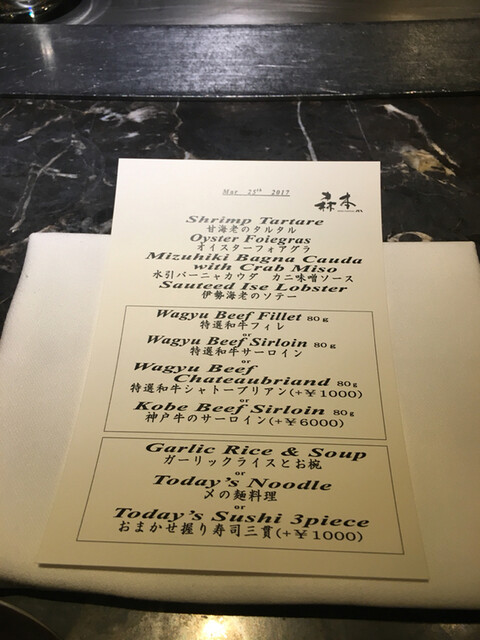 Mar 25th 2017
森本
Shrimp Tartare
甘海老のタルタル
Oyster Foiegras
オイスターフォアグラ
Mizuhiki Bagna Cauda
with Crab Miso
水引バーニャカウダ カニ味噌ソース
Sauteed Ise Lobster
伊勢海老のソテー
Wagyu Beef Fillet 80g
特選和牛フィレ
or
Wagyu Beef Sirloin 80g
特選和牛サーロイン
or
Wagyu Beef
Chateaubriand 80g
特選和牛シャトーブリアン(+¥1000)
or
Kobe Beef Sirloin 80g
神戸牛のサーロイン(+¥6000)
Garlic Rice & Soup
ガーリックライスとお椀
or
Today's Noodle
〆の麺料理
or
Today's Sushi 3piece
おまかせ握り寿司三貫(+¥1000)